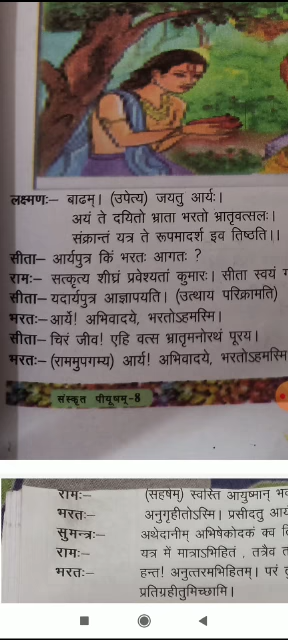 लक्ष्मणः– बाढम्। (उपेत्य) जयतु आर्यः।
अयं ते दयितो भ्राता भरतो भ्रातृवत्सलः।
संक्रान्तं यत्र ते रूपमादर्श इव तिष्ठति।।
सीता– आर्यपुत्र किं भरतः आगतः ?
रामः– सत्कृत्य शीघ्रं प्रवेश्यतां कुमारः। सीता स्वयं
सीता– यदार्यपुत्र आज्ञापयति। (उत्थाय परिक्रामति)
भरतः– आर्ये! अभिवादये, भरतोऽहमस्मि।
सीता– चिरं जीव! एहि वत्स भ्रातृमनोरथं पूरय।
भरतः– (राममुपगम्य) आर्य! अभिवादये, भरतोऽहमस्मि
संस्कृत पीयूषम्-8
रामः– (सहर्षम्) स्वस्ति आयुष्मान्
भरतः– अनुगृहीतोऽस्मि। प्रसीदतु
सुमन्त्रः– अथेदानीम् अभिषेकोदकं क्व
रामः– यत्र में मात्राऽभिहितं , तत्रैव
भरतः– हन्त! अनुत्तरमभिहितम्। परं
प्रतिग्रहीतुमिच्छामि।